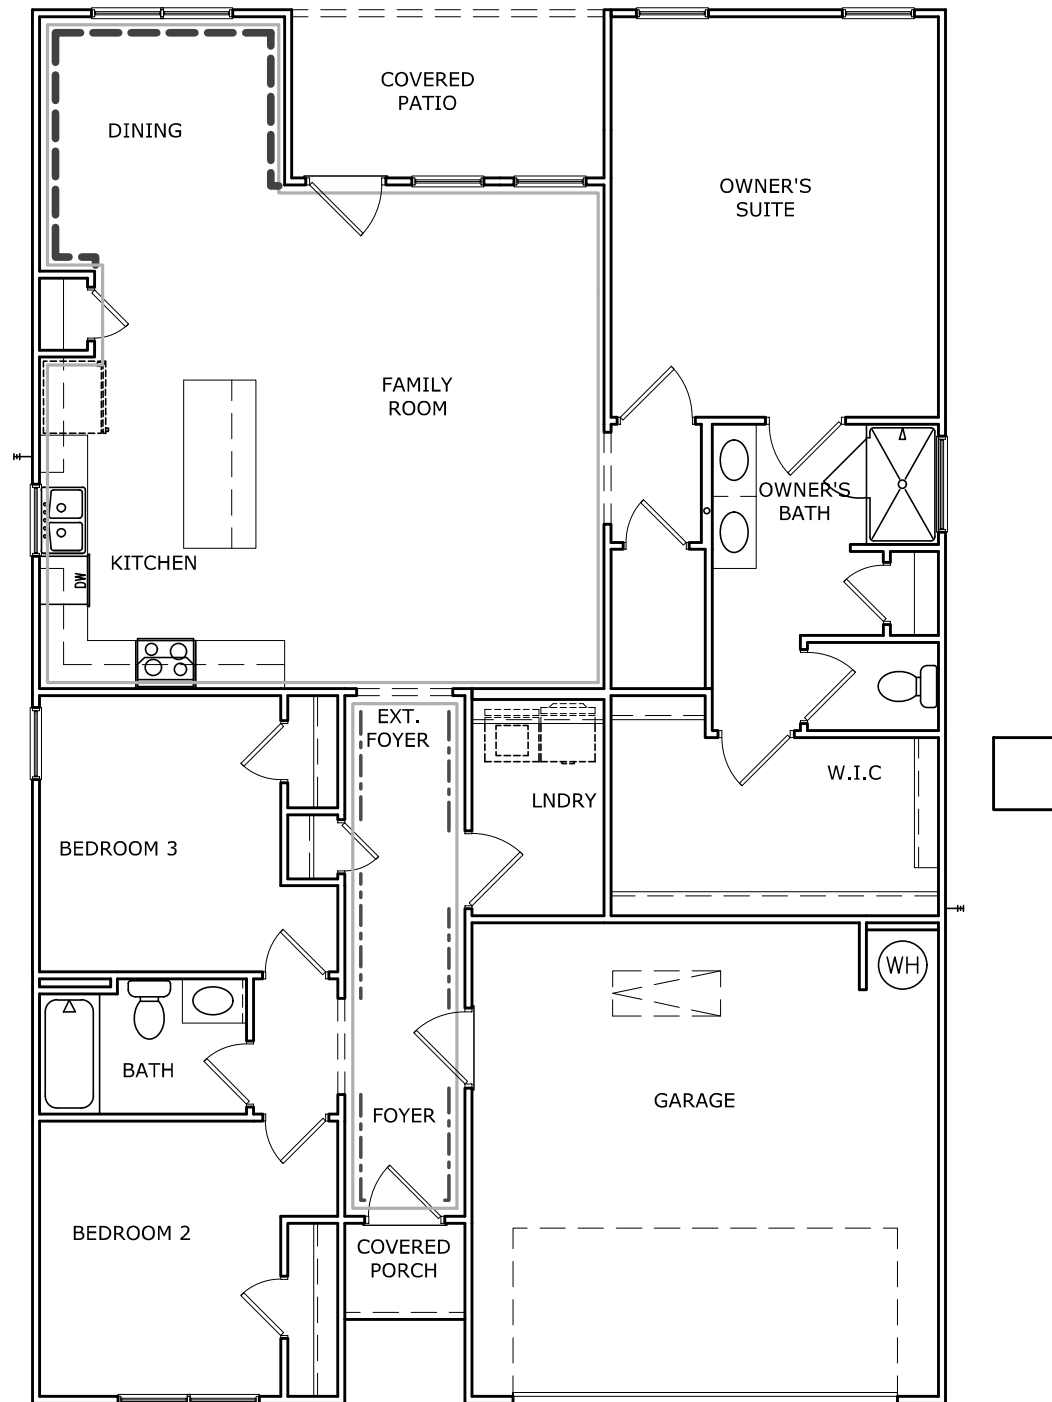 COVERED
PATIO
DINING
OWNER'S
SUITE
FAMILY
ROOM
OWNER'S
BATH
KITCHEN
DW
EXT.
FOYER
W.I.C
LNDRY
BEDROOM 3
WH
BATH
GARAGE
FOYER
BEDROOM 2
COVERED
PORCH